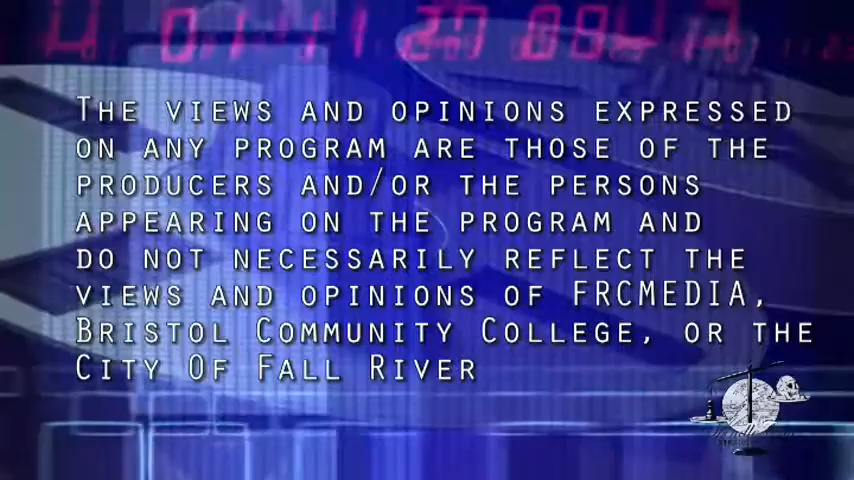 The views and opinions expressed
on any program are those of the
producers and/or the persons
appearing on the program and
do not necessarily reflect the
views and opinions of FRCMEDIA,
Bristol Community College, or the
City Of Fall River